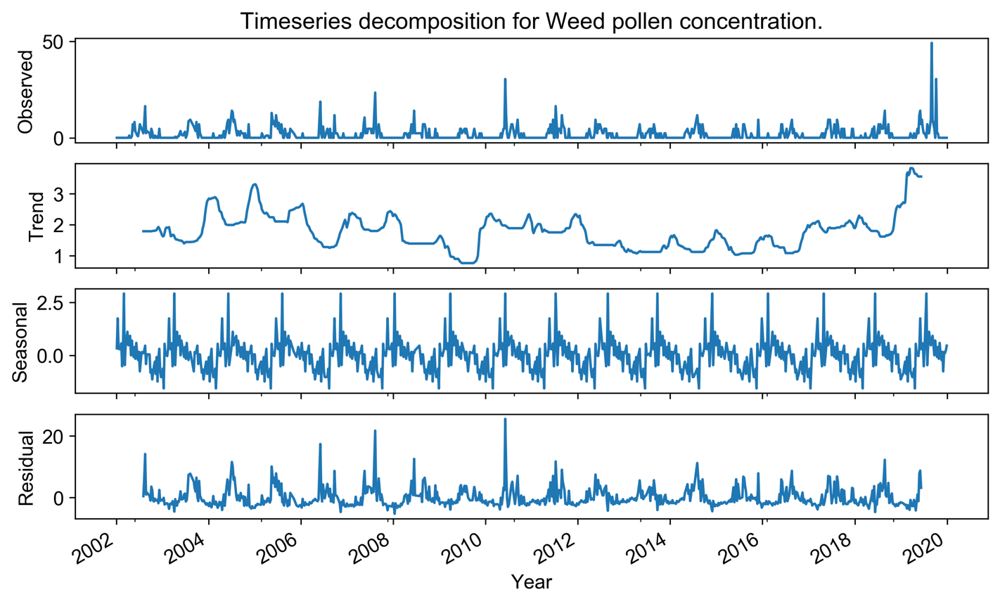 Timeseries decomposition for Weed pollen concentration.
50
0
Observed
3
2
1
Trend
2.5
0.0
Seasonal
20
0
Residual
2002 2004 2006 2008 2010 2012 2014 2016 2018 2020
Year